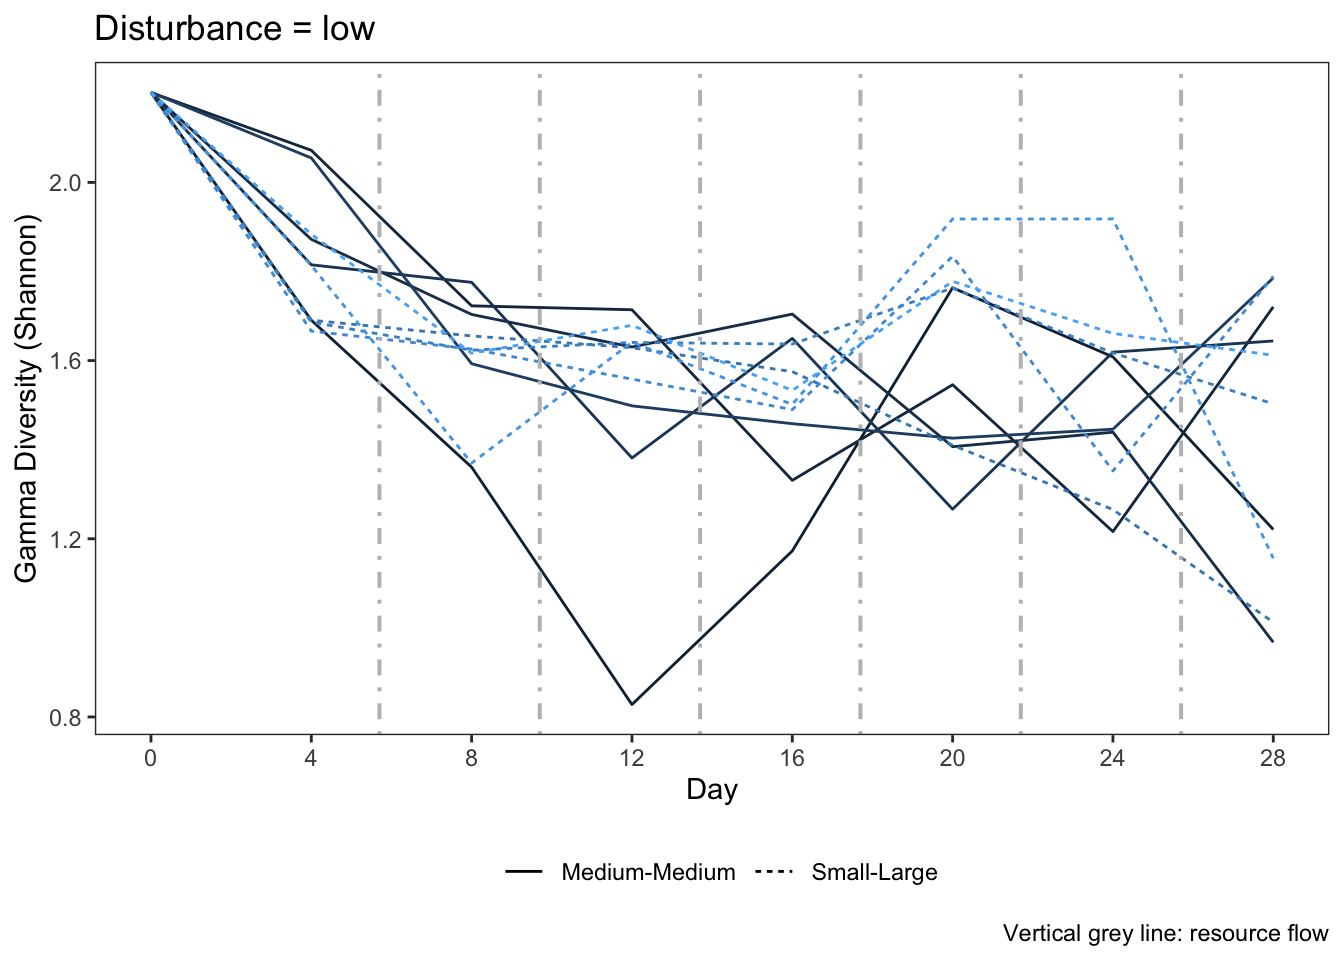 Disturbance = low
Gamma Diversity (Shannon)
2.0
1.6
1.2
0.8
0 4 8 12 16 20 24 28
Day
Medium-Medium Small-Large
Vertical grey line: resource flow